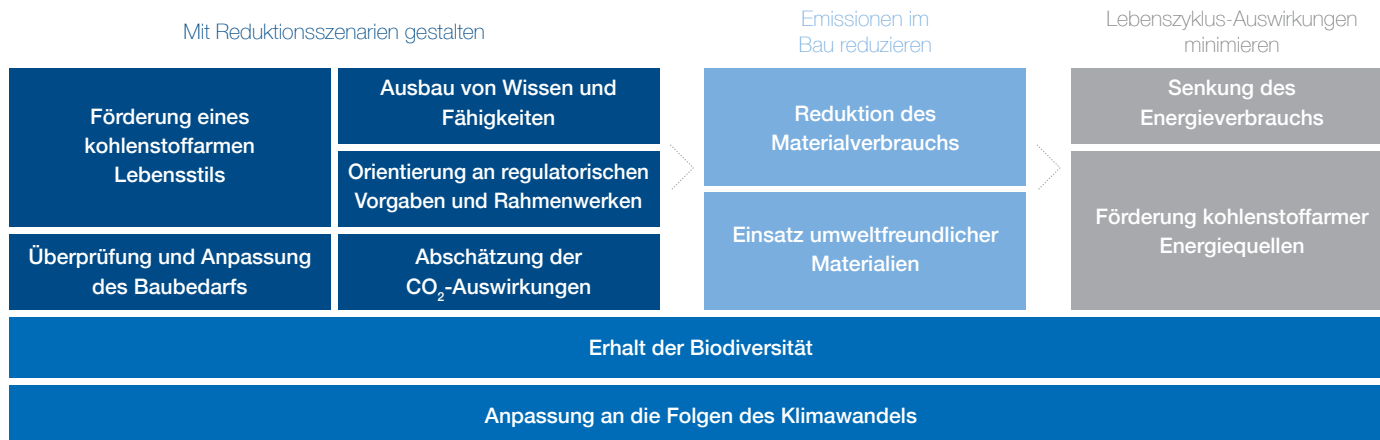 Mit Reduktionsszenarien gestalten
Förderung eines
kohlenstoffarmen
Lebensstils
Überprüfung und Anpassung
des Baubedarfs
Ausbau von Wissen und
Fähigkeiten
Orientierung an regulatorischen
Vorgaben und Rahmenwerken
Abschätzung der
CO₂-Auswirkungen
Emissionen im
Bau reduzieren
Reduktion des
Materialverbrauchs
Einsatz umweltfreundlicher
Materialien
Lebenszyklus-Auswirkungen
minimieren
Senkung des
Energieverbrauchs
Förderung kohlenstoffarmer
Energiequellen
Erhalt der Biodiversität
Anpassung an die Folgen des Klimawandels